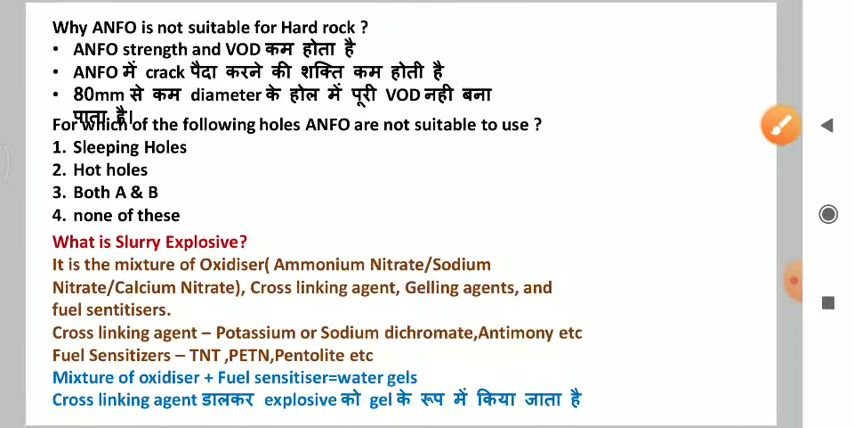 Why ANFO is not suitable for Hard rock ?
• ANFO strength and VOD कम होता है
• ANFO में crack पैदा करने की शक्ति कम होती है
• 80mm से कम diameter के होल में पूरी VOD नही बना
पाता है।
For which of the following holes ANFO are not suitable to use ?
1. Sleeping Holes
2. Hot holes
3. Both A & B
4. none of these
What is Slurry Explosive?
It is the mixture of Oxidiser( Ammonium Nitrate/Sodium
Nitrate/Calcium Nitrate), Cross linking agent, Gelling agents, and
fuel sentitisers.
Cross linking agent – Potassium or Sodium dichromate,Antimony etc
Fuel Sensitizers – TNT ,PETN,Pentolite etc
Mixture of oxidiser + Fuel sensitiser=water gels
Cross linking agent डालकर explosive को gel के रूप में किया जाता है